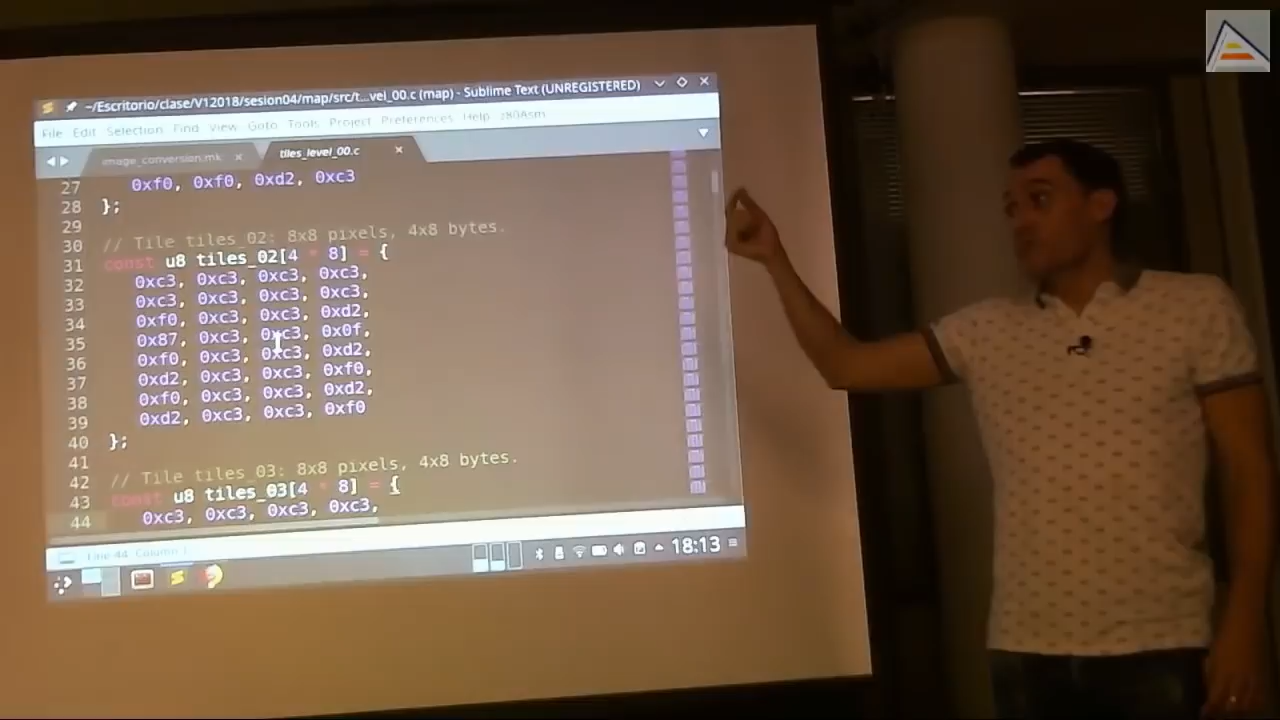 ~/Escritorio/clase/V12018/sesion04/map/src/t...vel_00.c (map) - Sublime Text (UNREGISTERED)
File Edit Selection Find View Goto Tools Project Preferences Help z80Asm
image_conversion.mk × tiles_level_00.c ×
27 0xf0, 0xf0, 0xd2, 0xc3
28 };
29
30 // Tile tiles_02: 8x8 pixels, 4x8 bytes.
31 const u8 tiles_02[4 * 8] = {
32 0xc3, 0xc3, 0xc3, 0xc3,
33 0xc3, 0xc3, 0xc3, 0xc3,
34 0xf0, 0xc3, 0xc3, 0xd2,
35 0x87, 0xc3, 0xc3, 0x0f,
36 0xf0, 0xc3, 0xc3, 0xd2,
37 0xd2, 0xc3, 0xc3, 0xf0,
38 0xf0, 0xc3, 0xc3, 0xd2,
39 0xd2, 0xc3, 0xc3, 0xf0
40 };
41
42 // Tile tiles_03: 8x8 pixels, 4x8 bytes.
43 const u8 tiles_03[4 * 8] = {
44 0xc3, 0xc3, 0xc3, 0xc3,
Line 44, Column 1
18:13